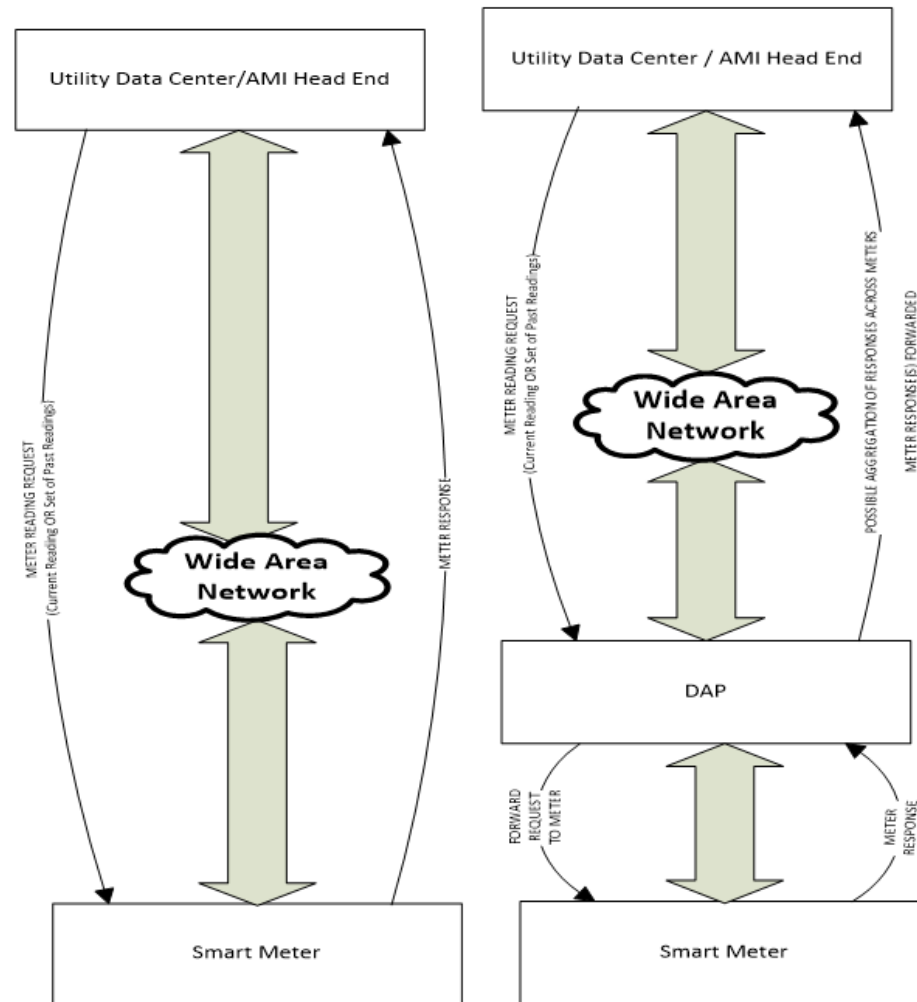 Utility Data Center/AMI Head End
METER READING REQUEST
(Current Reading OR Set of Past Readings)
Wide Area
Network
METER RESPONSE
Smart Meter
Utility Data Center / AMI Head End
METER READING REQUEST
(Current Reading OR Set of Past Readings)
Wide Area
Network
POSSIBLE AGGREGATION OF RESPONSES ACROSS METERS
METER RESPONSE(S) FORWARDED
DAP
FORWARD
REQUEST
TO METER
METER
RESPONSE
Smart Meter